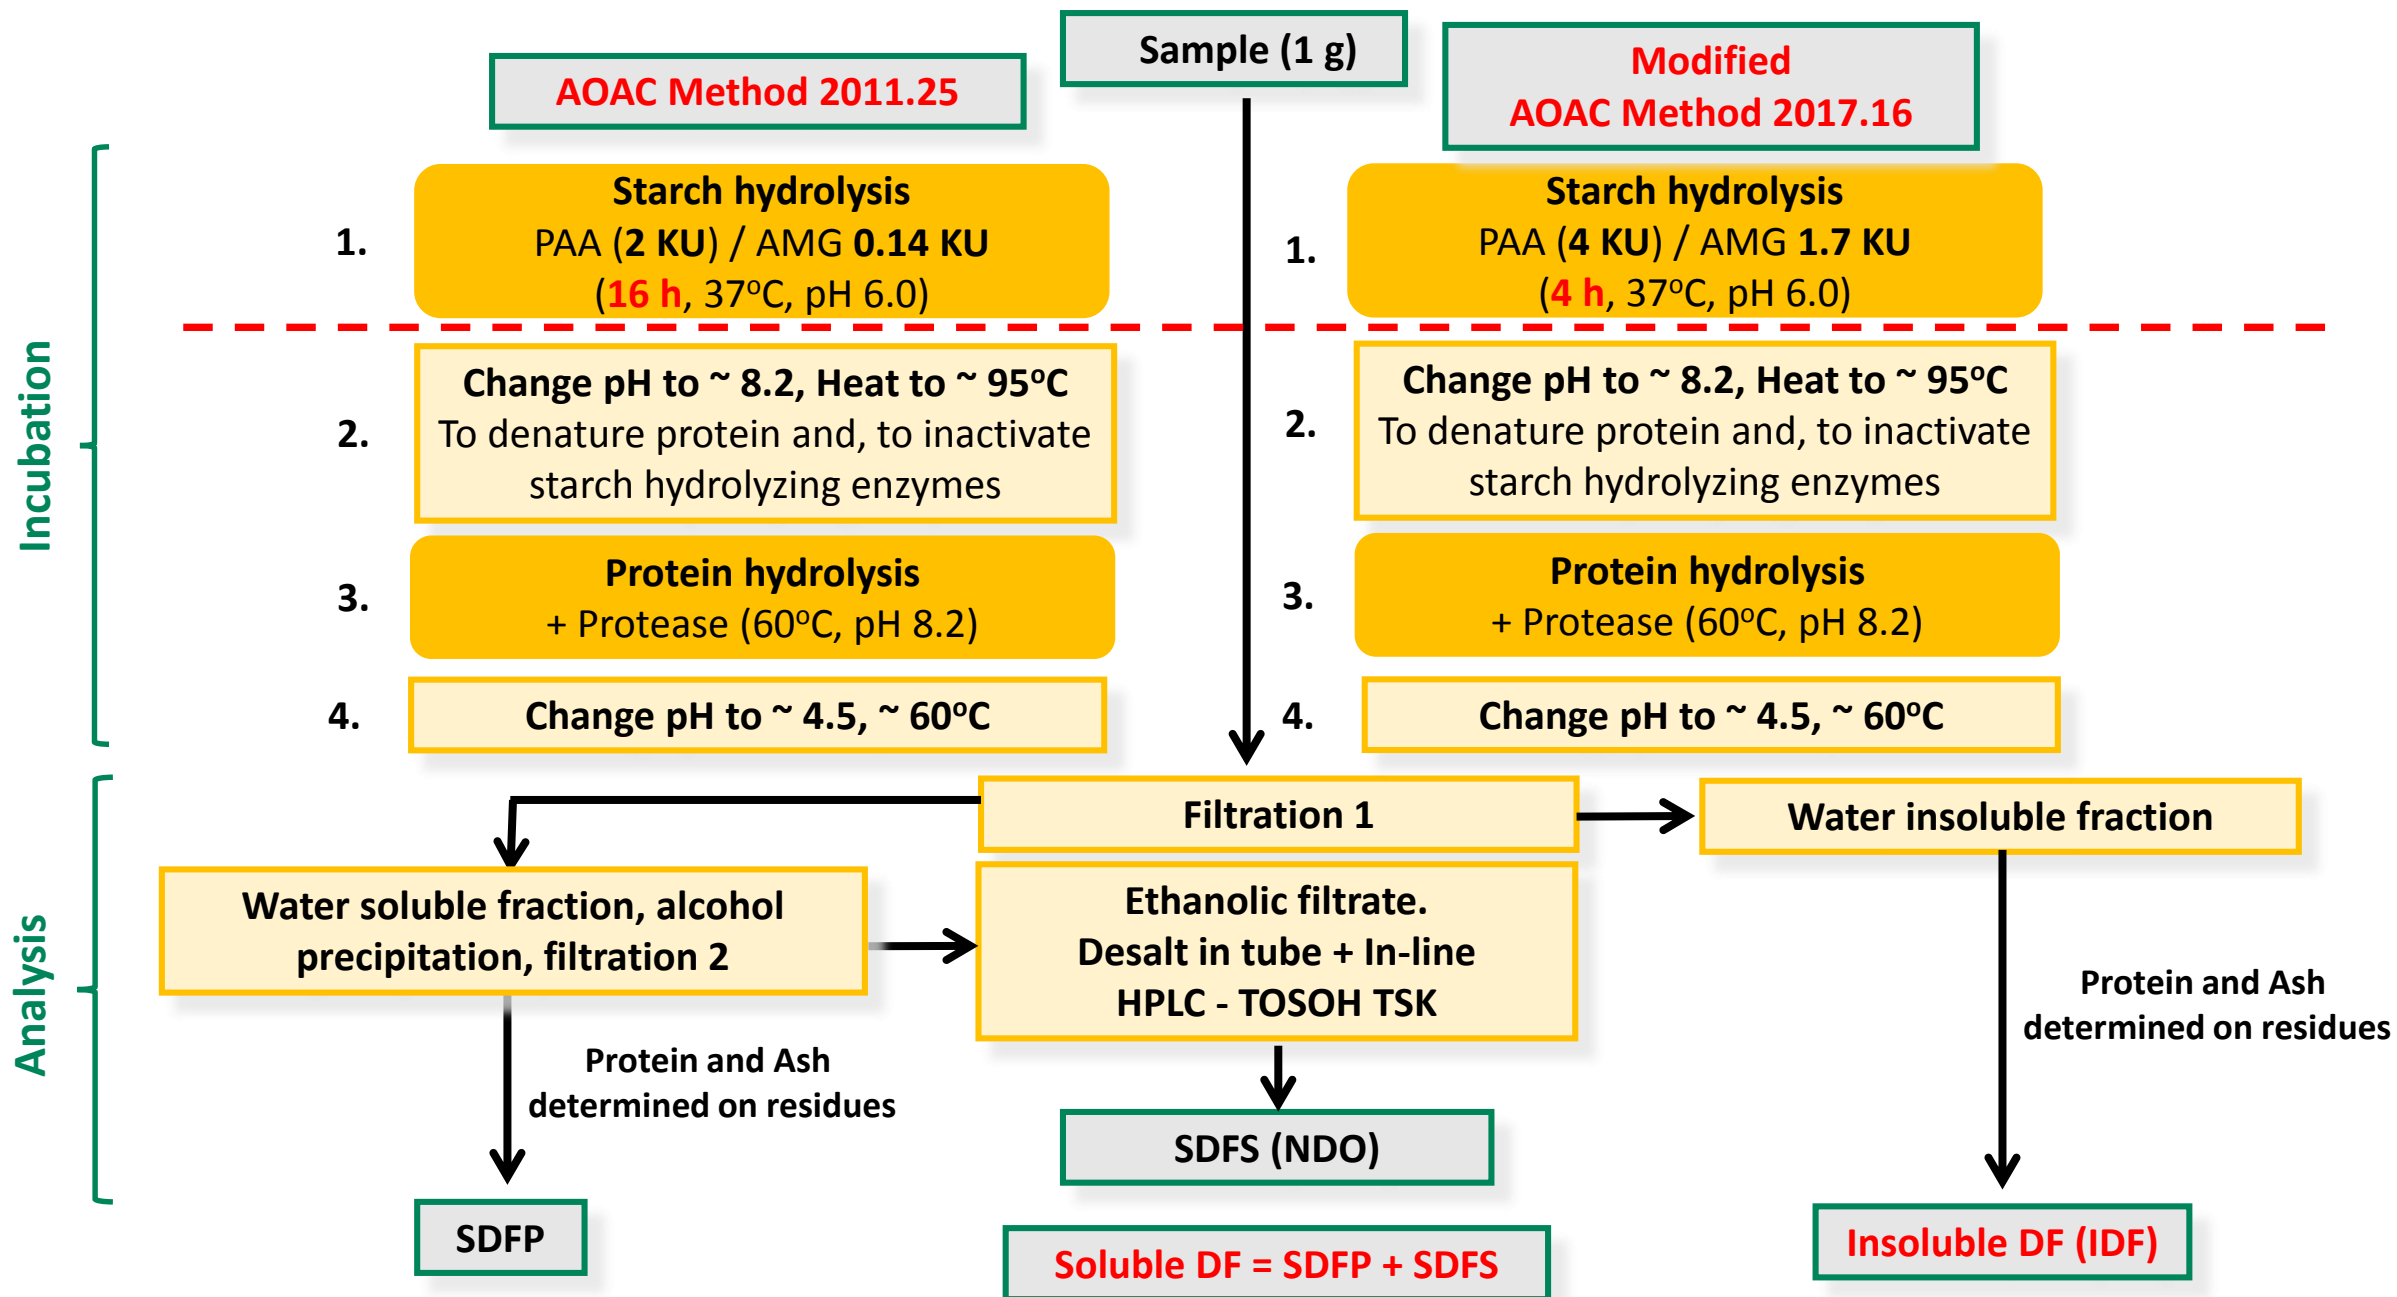 Sample (1 g)
AOAC Method 2011.25
Modified
AOAC Method 2017.16
Incubation
1.
Starch hydrolysis
PAA (2 KU) / AMG 0.14 KU
(16 h, 37ºC, pH 6.0)
2.
Change pH to ~ 8.2, Heat to ~ 95ºC
To denature protein and, to inactivate
starch hydrolyzing enzymes
3.
Protein hydrolysis
+ Protease (60ºC, pH 8.2)
4.
Change pH to ~ 4.5, ~ 60ºC
1.
Starch hydrolysis
PAA (4 KU) / AMG 1.7 KU
(4 h, 37ºC, pH 6.0)
2.
Change pH to ~ 8.2, Heat to ~ 95ºC
To denature protein and, to inactivate
starch hydrolyzing enzymes
3.
Protein hydrolysis
+ Protease (60ºC, pH 8.2)
4.
Change pH to ~ 4.5, ~ 60ºC
Analysis
Filtration 1
Water insoluble fraction
Water soluble fraction, alcohol
precipitation, filtration 2
Ethanolic filtrate.
Desalt in tube + In-line
HPLC - TOSOH TSK
Protein and Ash
determined on residues
Protein and Ash
determined on residues
SDFS (NDO)
SDFP
Soluble DF = SDFP + SDFS
Insoluble DF (IDF)